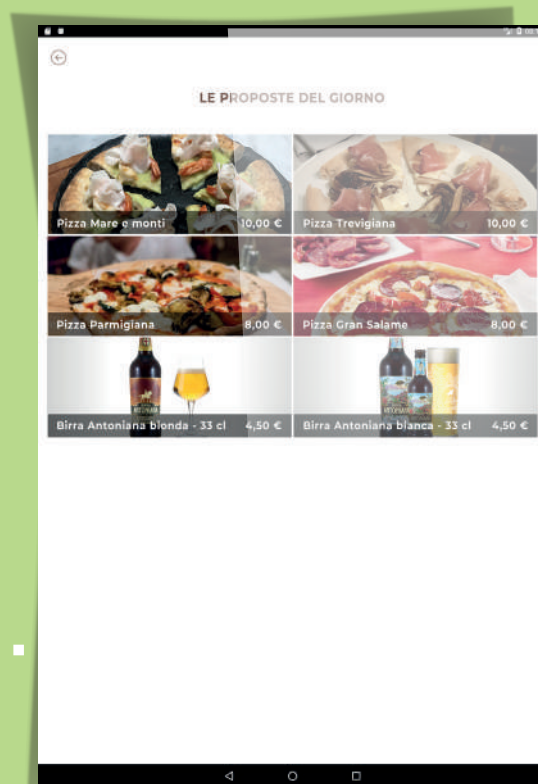 LE PROPOSTE DEL GIORNO
Pizza Mare e monti 10,00 €
Pizza Trevigiana 10,00 €
Pizza Parmigiana 8,00 €
Pizza Gran Salame 8,00 €
Birra Antoniana bionda - 33 cl 4,50 €
Birra Antoniana blanca - 33 cl 4,50 €